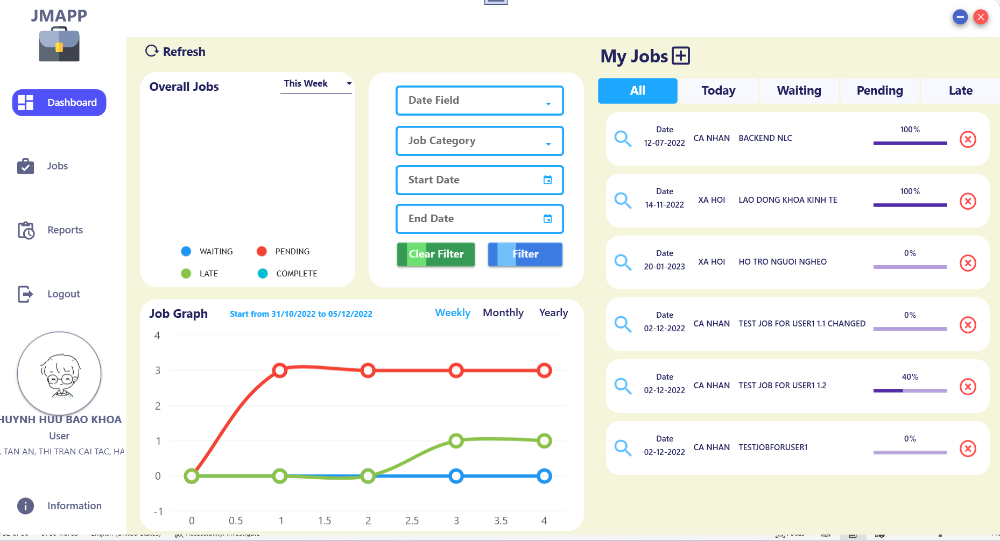 JMAPP
Dashboard
Jobs
Reports
Logout
HUYNH HUU BAO KHOA
User
, TAN AN, THI TRAN CAI TAC, HA
Information
Refresh
Overall Jobs
This Week
WAITING
PENDING
LATE
COMPLETE
Date Field
Job Category
Start Date
End Date
Clear Filter
Filter
Job Graph
Start from 31/10/2022 to 05/12/2022
Weekly Monthly Yearly
4
3
2
1
0
-1
0 0.5 1 1.5 2 2.5 3 3.5 4
My Jobs
All Today Waiting Pending Late
Date
12-07-2022
CA NHAN
BACKEND NLC
100%
Date
14-11-2022
XA HOI
LAO DONG KHOA KINH TE
100%
Date
20-01-2023
XA HOI
HO TRO NGUOI NGHEO
0%
Date
02-12-2022
CA NHAN
TEST JOB FOR USER1 1.1 CHANGED
0%
Date
02-12-2022
CA NHAN
TEST JOB FOR USER1 1.2
40%
Date
02-12-2022
CA NHAN
TESTJOBFORUSER1
0%